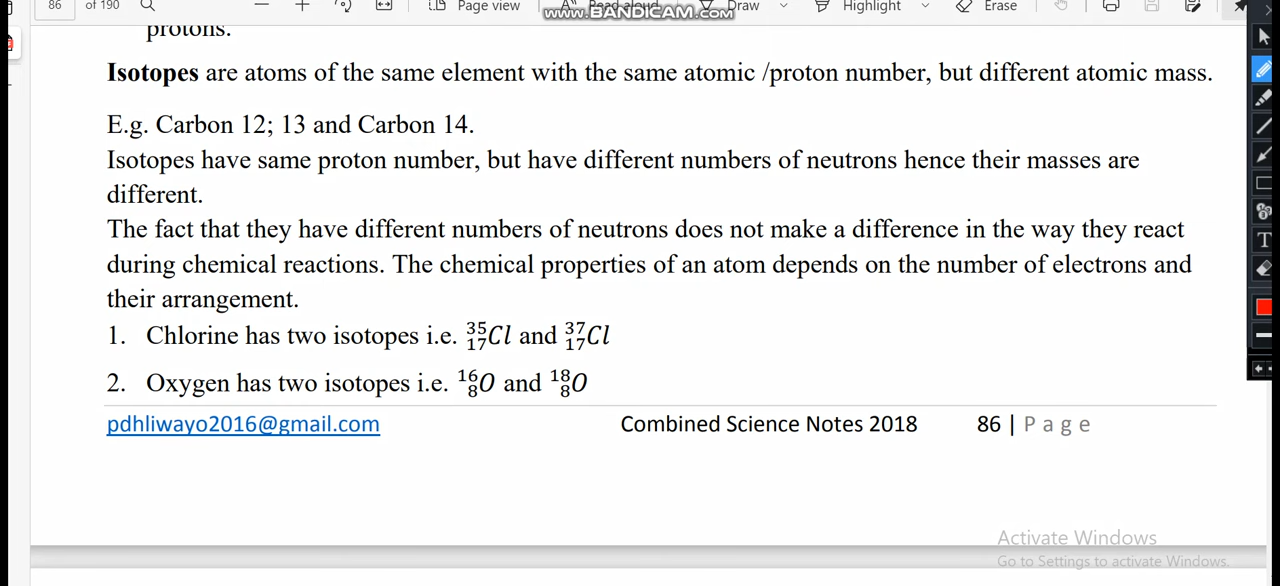 86 of 190 Page view Read aloud Draw Highlight Erase
www.BANDICAM.com
protons.
Isotopes are atoms of the same element with the same atomic /proton number, but different atomic mass.
E.g. Carbon 12; 13 and Carbon 14.
Isotopes have same proton number, but have different numbers of neutrons hence their masses are
different.
The fact that they have different numbers of neutrons does not make a difference in the way they react
during chemical reactions. The chemical properties of an atom depends on the number of electrons and
their arrangement.
1. Chlorine has two isotopes i.e. ³⁵₁₇Cl and ³⁷₁₇Cl
2. Oxygen has two isotopes i.e. ¹⁶₈O and ¹⁸₈O
pdhliwayo2016@gmail.com Combined Science Notes 2018 86 | Page
Activate Windows
Go to Settings to activate Windows.